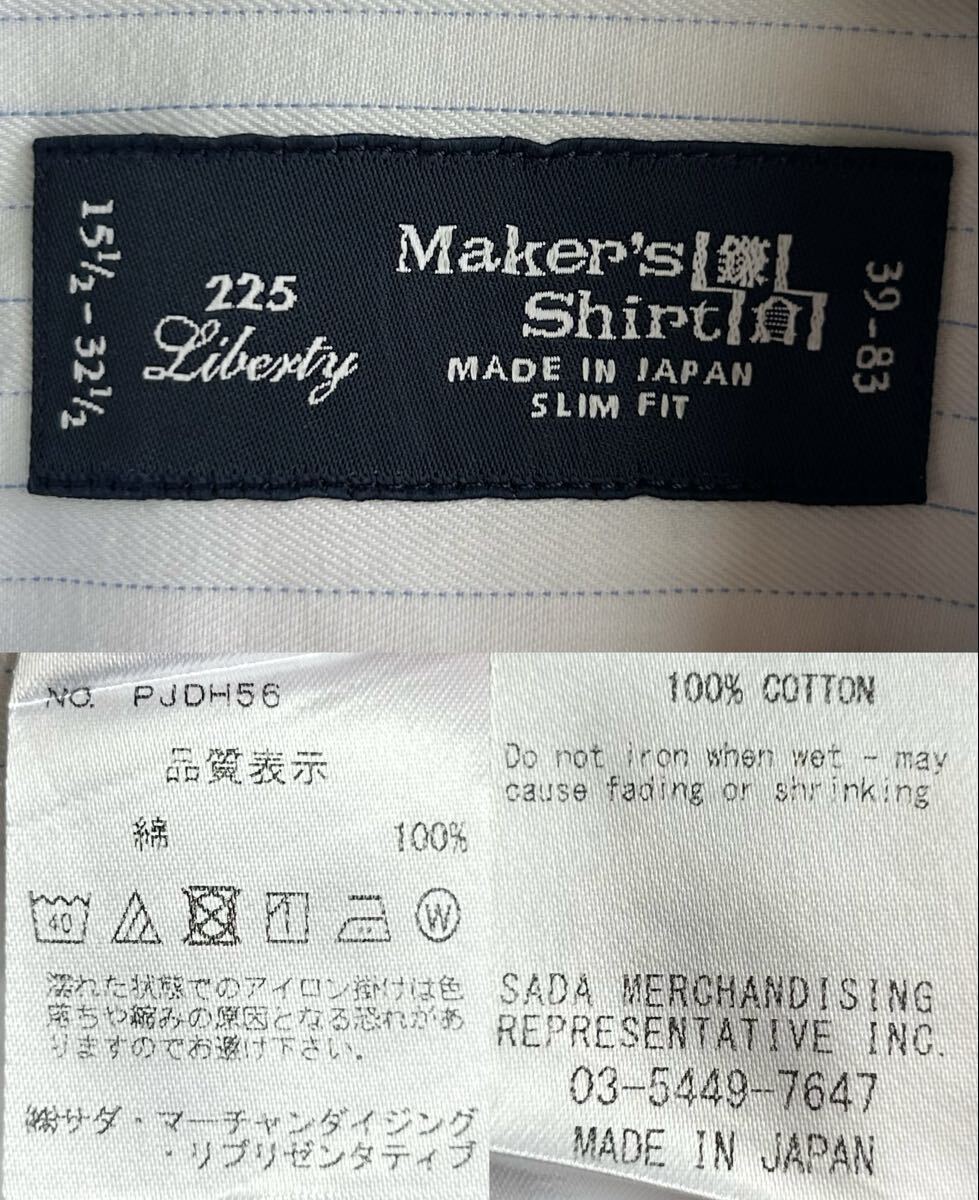 15½-32½
225
Liberty
Maker's 鎌
Shirt 倉
MADE IN JAPAN
SLIM FIT
39-83
NO. PJDH56
品質表示
綿 100%
40
W
濡れた状態でのアイロン掛けは色
落ちや縮みの原因となる恐れがあ
りますのでお避け下さい。
㈱サダ・マーチャンダイジング
・リプリゼンタティブ
100% COTTON
Do not iron when wet - may
cause fading or shrinking
SADA MERCHANDISING
REPRESENTATIVE INC.
03-5449-7647
MADE IN JAPAN